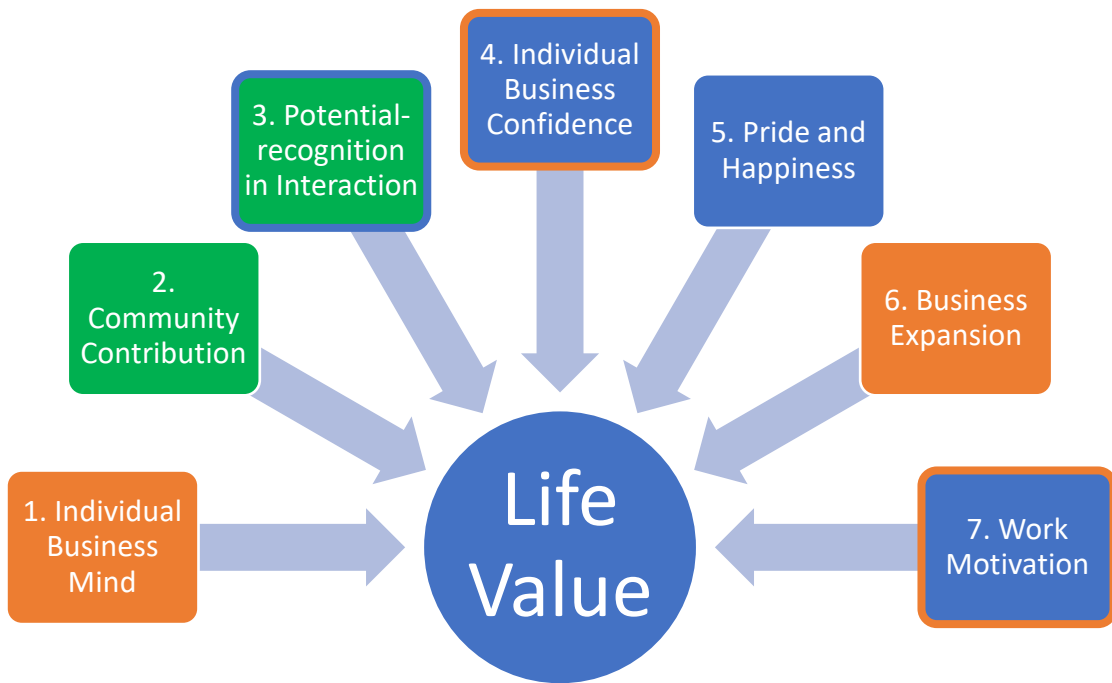 1. Individual
Business
Mind
2.
Community
Contribution
3. Potential-
recognition
in Interaction
4. Individual
Business
Confidence
5. Pride and
Happiness
6. Business
Expansion
7. Work
Motivation
Life
Value